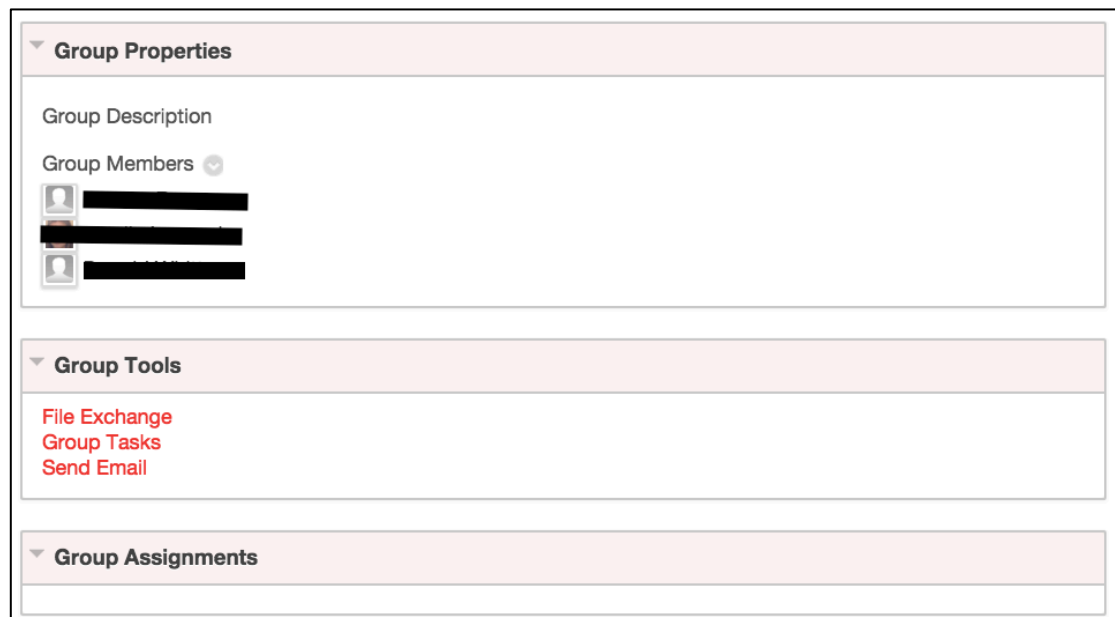 Group Properties
Group Description
Group Members
Group Tools
File Exchange
Group Tasks
Send Email
Group Assignments